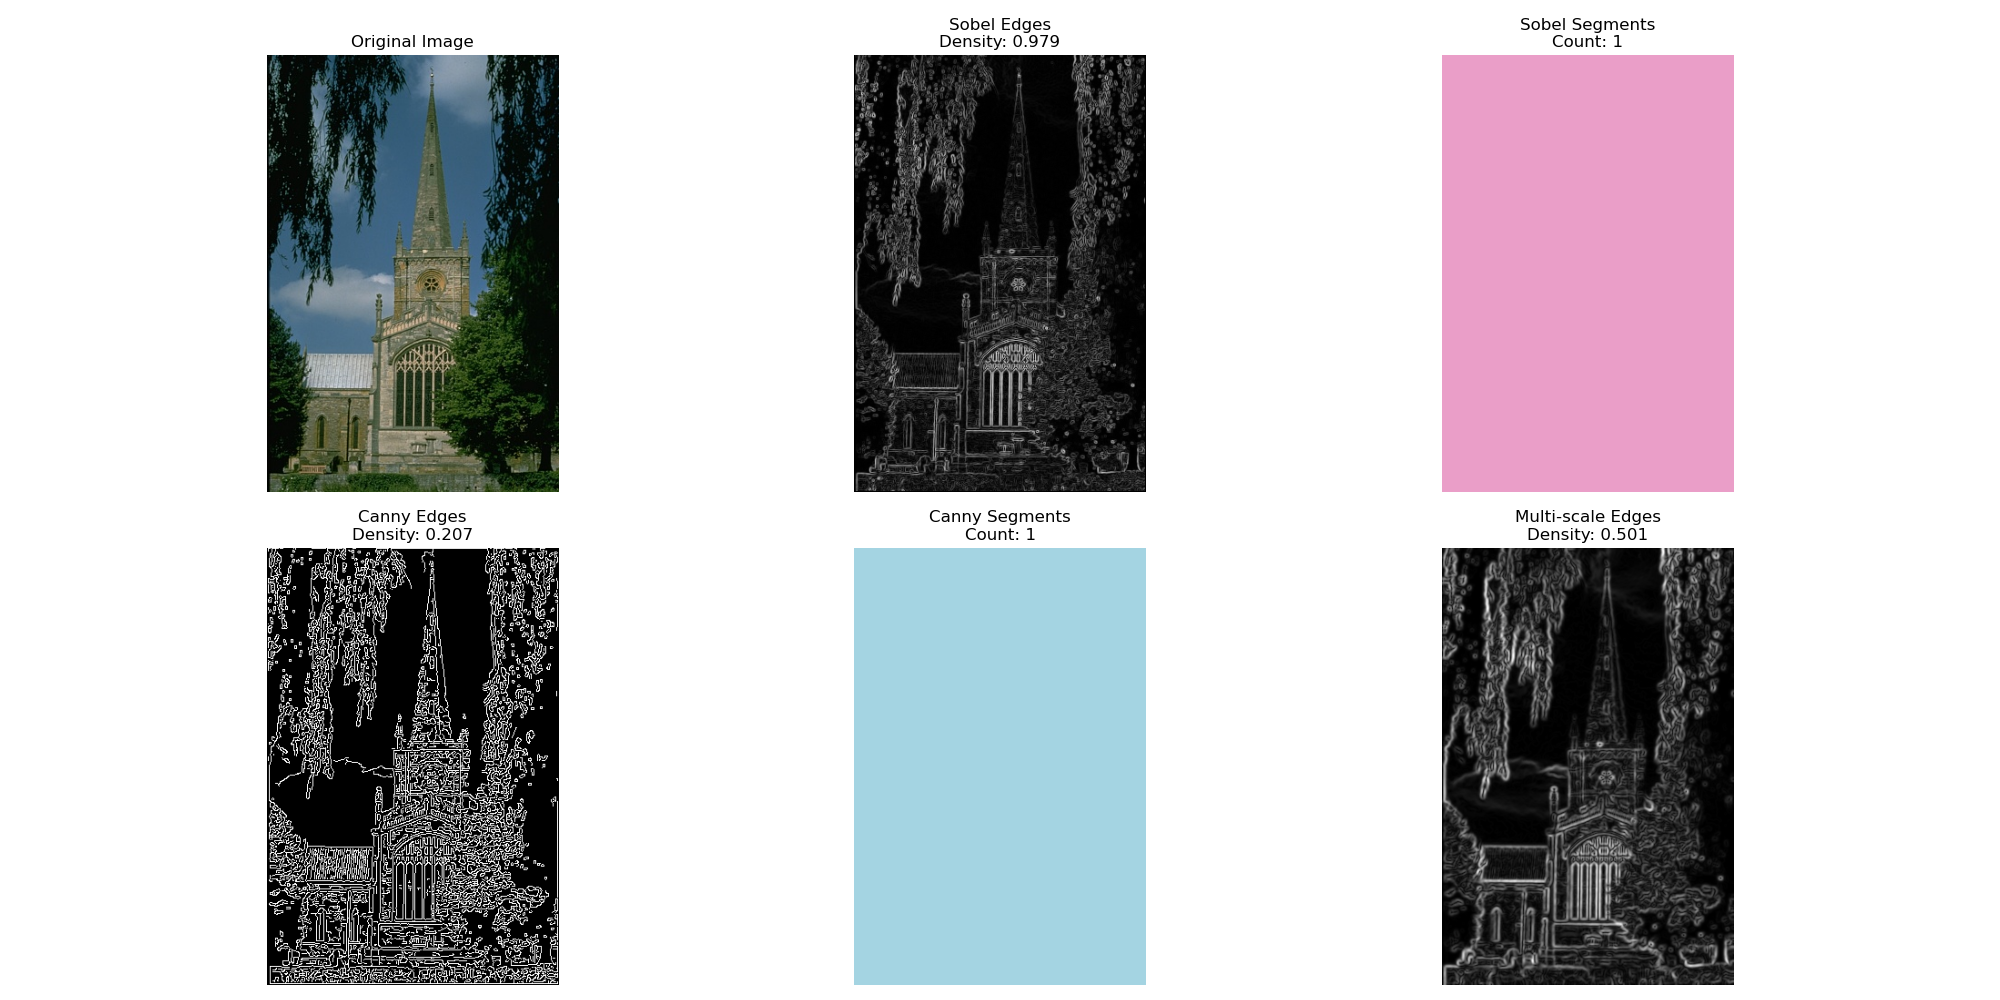 Original Image
Sobel Edges
Density: 0.979
Sobel Segments
Count: 1
Canny Edges
Density: 0.207
Canny Segments
Count: 1
Multi-scale Edges
Density: 0.501